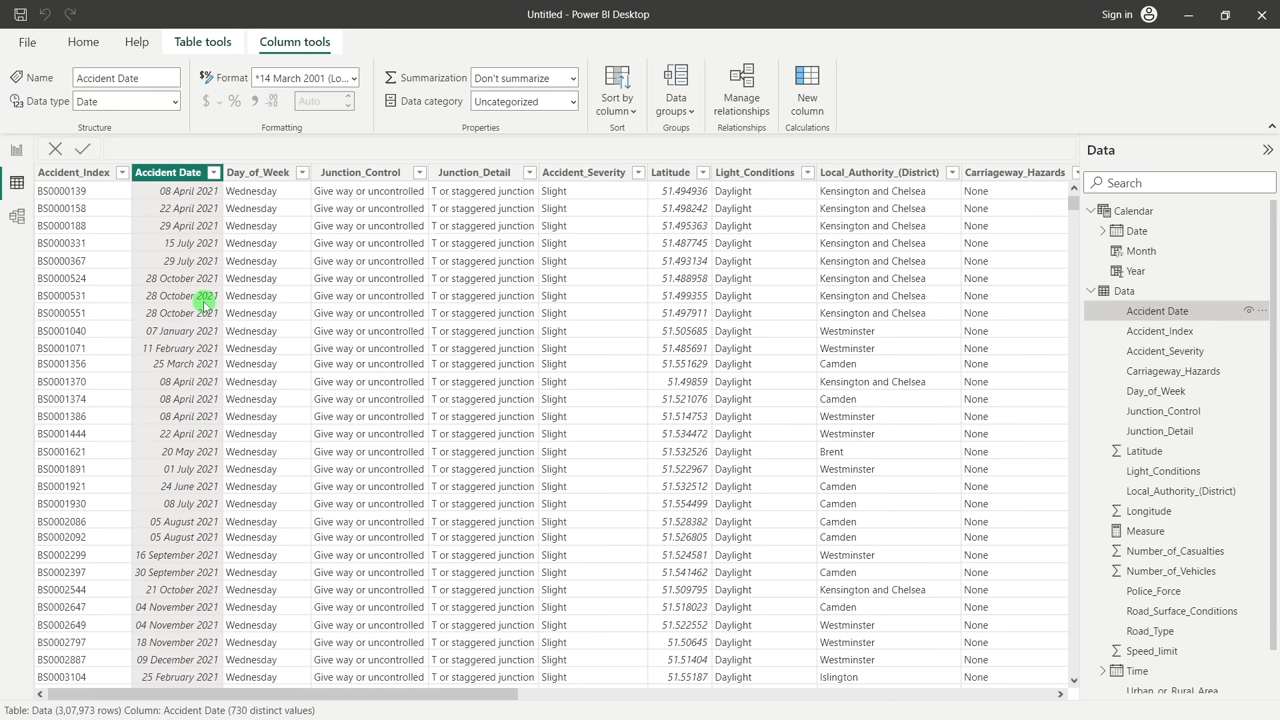 Untitled - Power BI Desktop
Sign in
File Home Help Table tools Column tools
Name Accident Date
Format *14 March 2001 (Lo...
Summarization Don't summarize
Data type Date
$ % Auto
Data category Uncategorized
Sort by column
Data groups
Manage relationships
New column
Structure Formatting Properties Sort Groups Relationships Calculations
Accident_Index Accident Date Day_of_Week Junction_Control Junction_Detail Accident_Severity Latitude Light_Conditions Local_Authority_(District) Carriageway_Hazards
BS0000139 08 April 2021 Wednesday Give way or uncontrolled T or staggered junction Slight 51.494936 Daylight Kensington and Chelsea None
BS0000158 22 April 2021 Wednesday Give way or uncontrolled T or staggered junction Slight 51.498242 Daylight Kensington and Chelsea None
BS0000188 29 April 2021 Wednesday Give way or uncontrolled T or staggered junction Slight 51.495363 Daylight Kensington and Chelsea None
BS0000331 15 July 2021 Wednesday Give way or uncontrolled T or staggered junction Slight 51.487745 Daylight Kensington and Chelsea None
BS0000367 29 July 2021 Wednesday Give way or uncontrolled T or staggered junction Slight 51.493134 Daylight Kensington and Chelsea None
BS0000524 28 October 2021 Wednesday Give way or uncontrolled T or staggered junction Slight 51.488958 Daylight Kensington and Chelsea None
BS0000531 28 October 2021 Wednesday Give way or uncontrolled T or staggered junction Slight 51.499355 Daylight Kensington and Chelsea None
BS0000551 28 October 2021 Wednesday Give way or uncontrolled T or staggered junction Slight 51.497911 Daylight Kensington and Chelsea None
BS0001040 07 January 2021 Wednesday Give way or uncontrolled T or staggered junction Slight 51.505685 Daylight Westminster None
BS0001071 11 February 2021 Wednesday Give way or uncontrolled T or staggered junction Slight 51.485691 Daylight Westminster None
BS0001356 25 March 2021 Wednesday Give way or uncontrolled T or staggered junction Slight 51.551629 Daylight Camden None
BS0001370 08 April 2021 Wednesday Give way or uncontrolled T or staggered junction Slight 51.49859 Daylight Kensington and Chelsea None
BS0001374 08 April 2021 Wednesday Give way or uncontrolled T or staggered junction Slight 51.521076 Daylight Camden None
BS0001386 08 April 2021 Wednesday Give way or uncontrolled T or staggered junction Slight 51.514753 Daylight Westminster None
BS0001444 22 April 2021 Wednesday Give way or uncontrolled T or staggered junction Slight 51.534472 Daylight Westminster None
BS0001621 20 May 2021 Wednesday Give way or uncontrolled T or staggered junction Slight 51.532526 Daylight Brent None
BS0001891 01 July 2021 Wednesday Give way or uncontrolled T or staggered junction Slight 51.522967 Daylight Westminster None
BS0001921 24 June 2021 Wednesday Give way or uncontrolled T or staggered junction Slight 51.532512 Daylight Camden None
BS0001930 08 July 2021 Wednesday Give way or uncontrolled T or staggered junction Slight 51.554499 Daylight Camden None
BS0002086 05 August 2021 Wednesday Give way or uncontrolled T or staggered junction Slight 51.528382 Daylight Camden None
BS0002092 05 August 2021 Wednesday Give way or uncontrolled T or staggered junction Slight 51.526805 Daylight Camden None
BS0002299 16 September 2021 Wednesday Give way or uncontrolled T or staggered junction Slight 51.524581 Daylight Westminster None
BS0002397 30 September 2021 Wednesday Give way or uncontrolled T or staggered junction Slight 51.541462 Daylight Camden None
BS0002544 21 October 2021 Wednesday Give way or uncontrolled T or staggered junction Slight 51.509795 Daylight Kensington and Chelsea None
BS0002647 04 November 2021 Wednesday Give way or uncontrolled T or staggered junction Slight 51.518023 Daylight Camden None
BS0002649 04 November 2021 Wednesday Give way or uncontrolled T or staggered junction Slight 51.522552 Daylight Westminster None
BS0002797 18 November 2021 Wednesday Give way or uncontrolled T or staggered junction Slight 51.50645 Daylight Westminster None
BS0002887 09 December 2021 Wednesday Give way or uncontrolled T or staggered junction Slight 51.51404 Daylight Westminster None
BS0003104 25 February 2021 Wednesday Give way or uncontrolled T or staggered junction Slight 51.55187 Daylight Islington None
Data
Search
Calendar
Date
Month
Year
Data
Accident Date
Accident_Index
Accident_Severity
Carriageway_Hazards
Day_of_Week
Junction_Control
Junction_Detail
Latitude
Light_Conditions
Local_Authority_(District)
Longitude
Measure
Number_of_Casualties
Number_of_Vehicles
Police_Force
Road_Surface_Conditions
Road_Type
Speed_limit
Time
Urban_or_Rural_Area
Table: Data (3,07,973 rows) Column: Accident Date (730 distinct values)